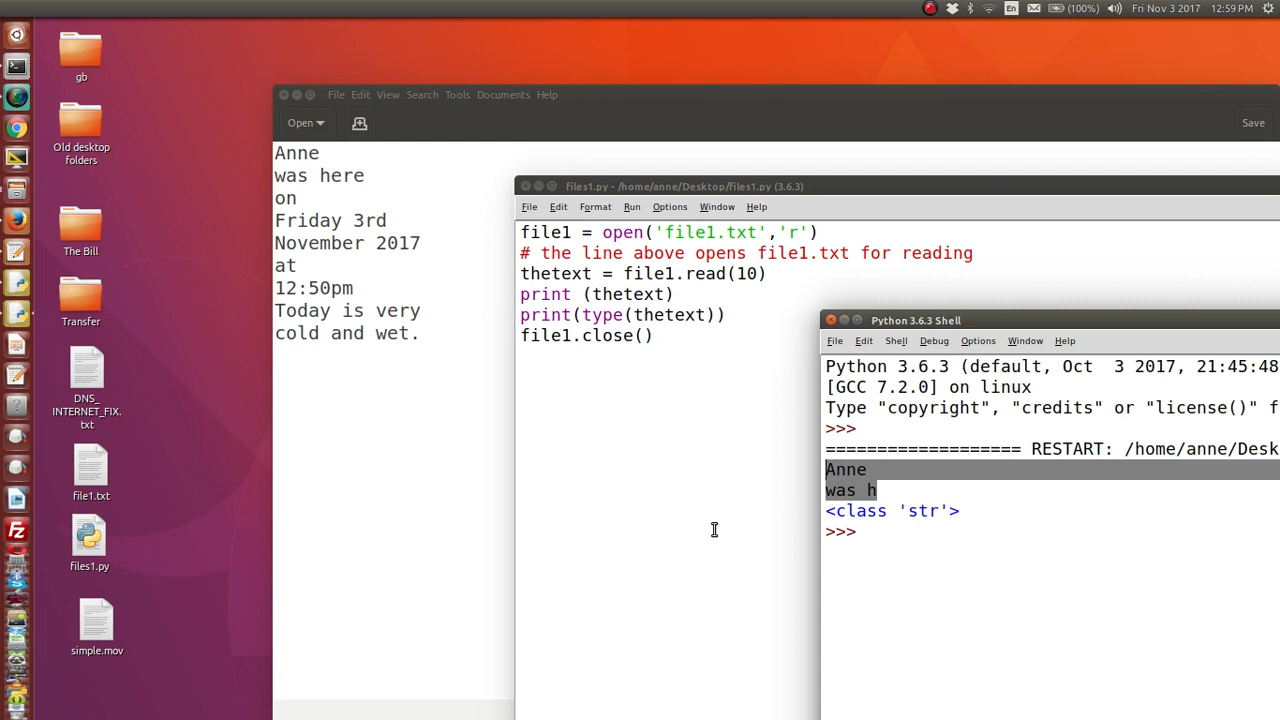 En
(100%)
Fri Nov 3 2017
12:59 PM
gb
Old desktop
folders
The Bill
Transfer
DNS_
INTERNET_FIX.
txt
file1.txt
files1.py
simple.mov
File Edit View Search Tools Documents Help
Open
Save
Anne
was here
on
Friday 3rd
November 2017
at
12:50pm
Today is very
cold and wet.
files1.py - /home/anne/Desktop/files1.py (3.6.3)
File Edit Format Run Options Window Help
file1 = open('file1.txt','r')
# the line above opens file1.txt for reading
thetext = file1.read(10)
print (thetext)
print(type(thetext))
file1.close()
Python 3.6.3 Shell
File Edit Shell Debug Options Window Help
Python 3.6.3 (default, Oct  3 2017, 21:45:48
[GCC 7.2.0] on linux
Type "copyright", "credits" or "license()" f
>>>
=================== RESTART: /home/anne/Desk
Anne
was h
<class 'str'>
>>>